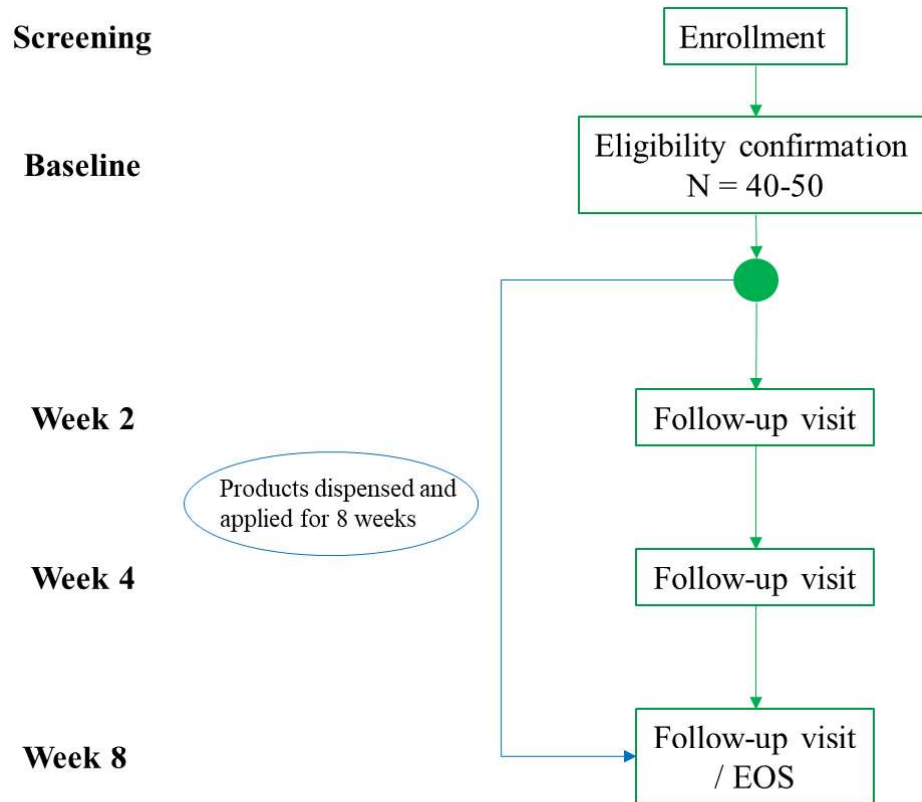 Screening
Enrollment
Baseline
Eligibility confirmation
N = 40-50
Week 2
Follow-up visit
Products dispensed and
applied for 8 weeks
Week 4
Follow-up visit
Week 8
Follow-up visit
/ EOS